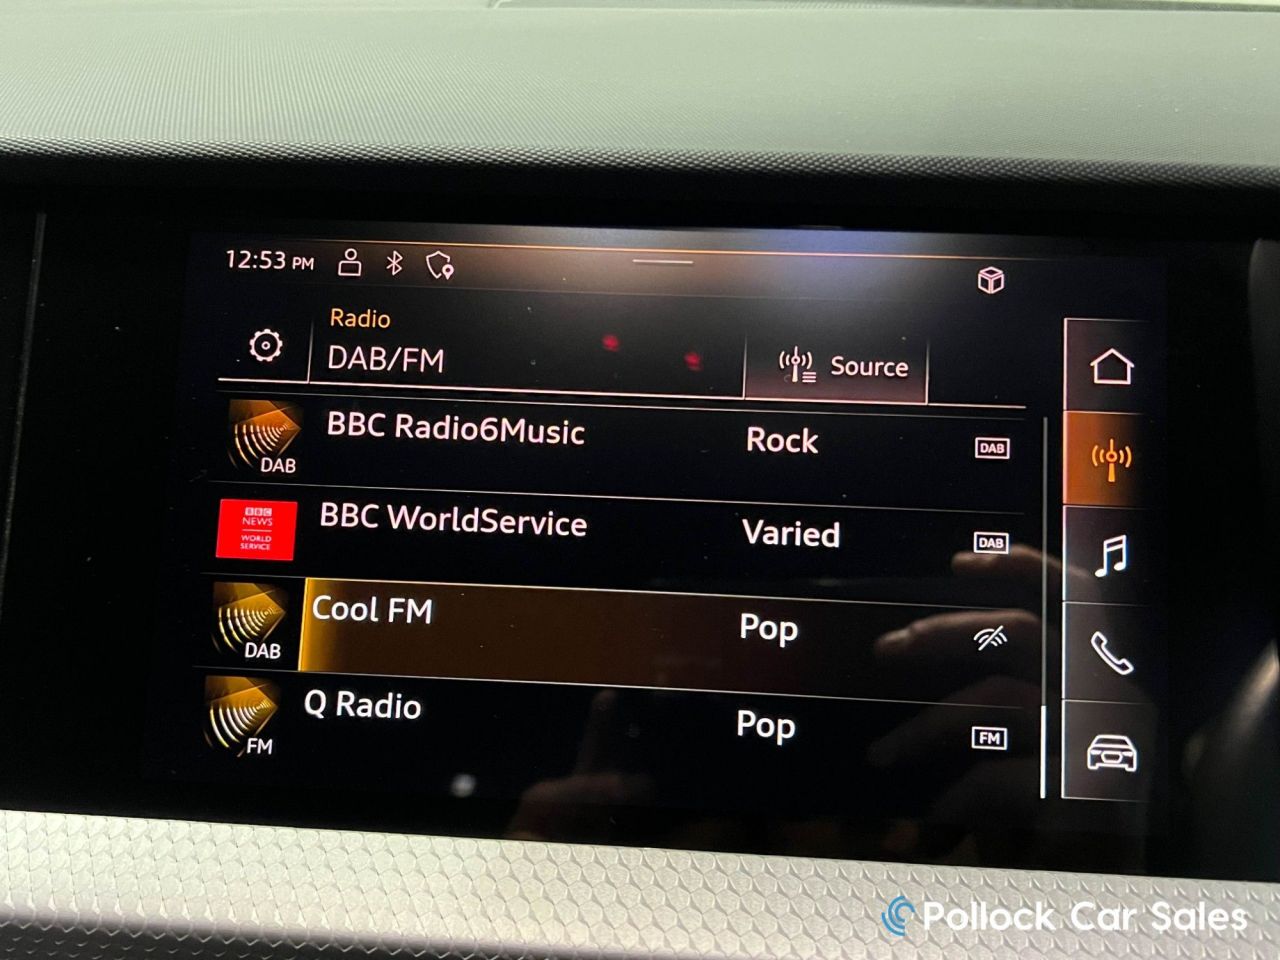 12:53 PM
Radio
DAB/FM
Source
DAB
BBC Radio6Music
Rock
DAB
BBC
NEWS
WORLD
SERVICE
BBC WorldService
Varied
DAB
DAB
Cool FM
Pop
FM
Q Radio
Pop
FM
Pollock Car Sales